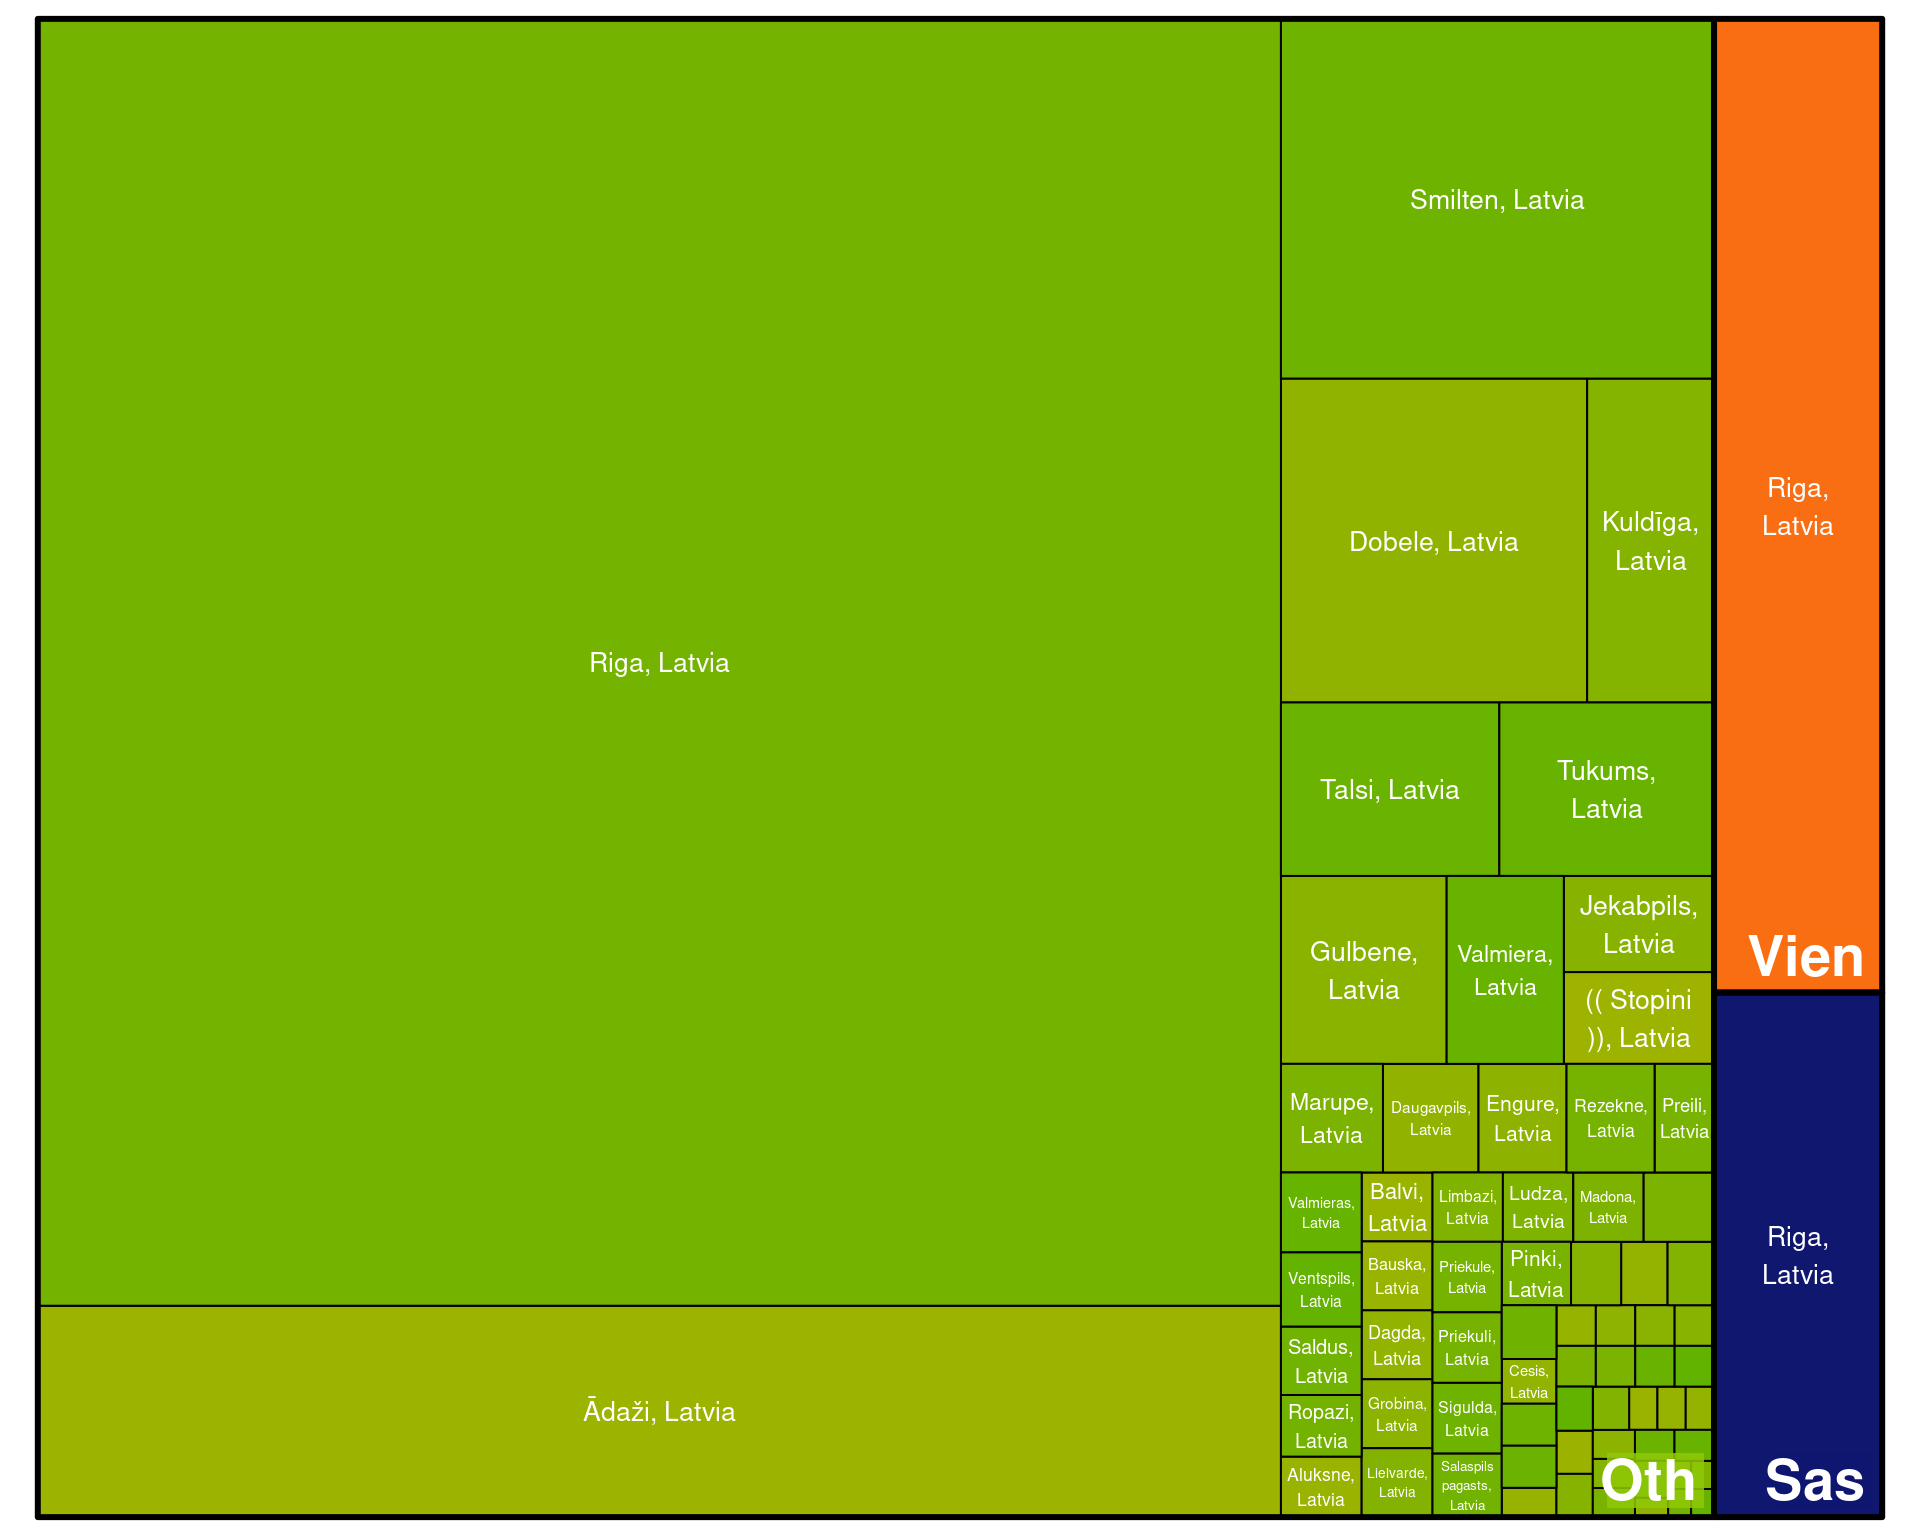 Riga, Latvia
Ādaži, Latvia
Smilten, Latvia
Dobele, Latvia
Kuldīga,
Latvia
Talsi, Latvia
Tukums,
Latvia
Gulbene,
Latvia
Valmiera,
Latvia
Jekabpils,
Latvia
(( Stopini
)), Latvia
Marupe,
Latvia
Daugavpils,
Latvia
Engure,
Latvia
Rezekne,
Latvia
Preili,
Latvia
Valmieras,
Latvia
Ventspils,
Latvia
Saldus,
Latvia
Ropazi,
Latvia
Aluksne,
Latvia
Balvi,
Latvia
Bauska,
Latvia
Dagda,
Latvia
Grobina,
Latvia
Llelvarde,
Latvia
Limbazi,
Latvia
Priekule,
Latvia
Priekuli,
Latvia
Sigulda,
Latvia
Salaspils
pagasts,
Latvia
Ludza,
Latvia
Madona,
Latvia
Pinki,
Latvia
Cesis,
Latvia
Oth
Riga,
Latvia
Vien
Riga,
Latvia
Sas